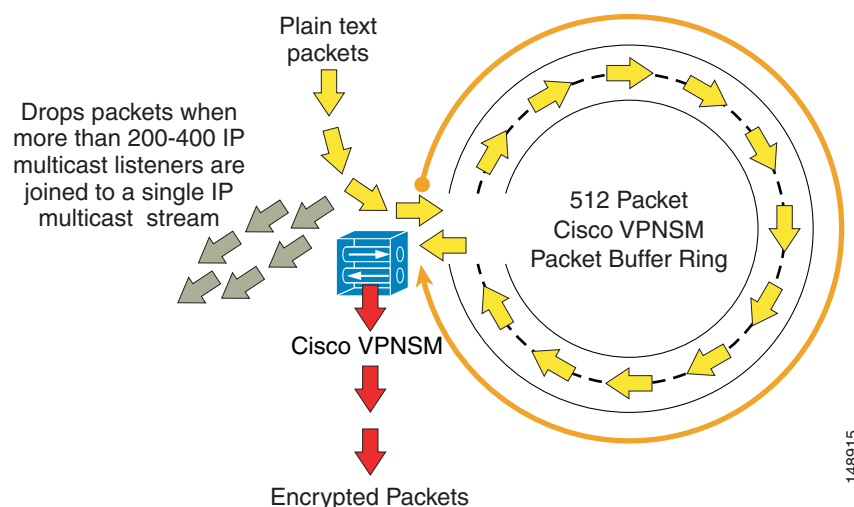 Plain text
packets
Drops packets when
more than 200-400 IP
multicast listeners are
joined to a single IP
multicast stream
512 Packet
Cisco VPNSM
Packet Buffer Ring
Cisco VPNSM
Encrypted Packets
148915